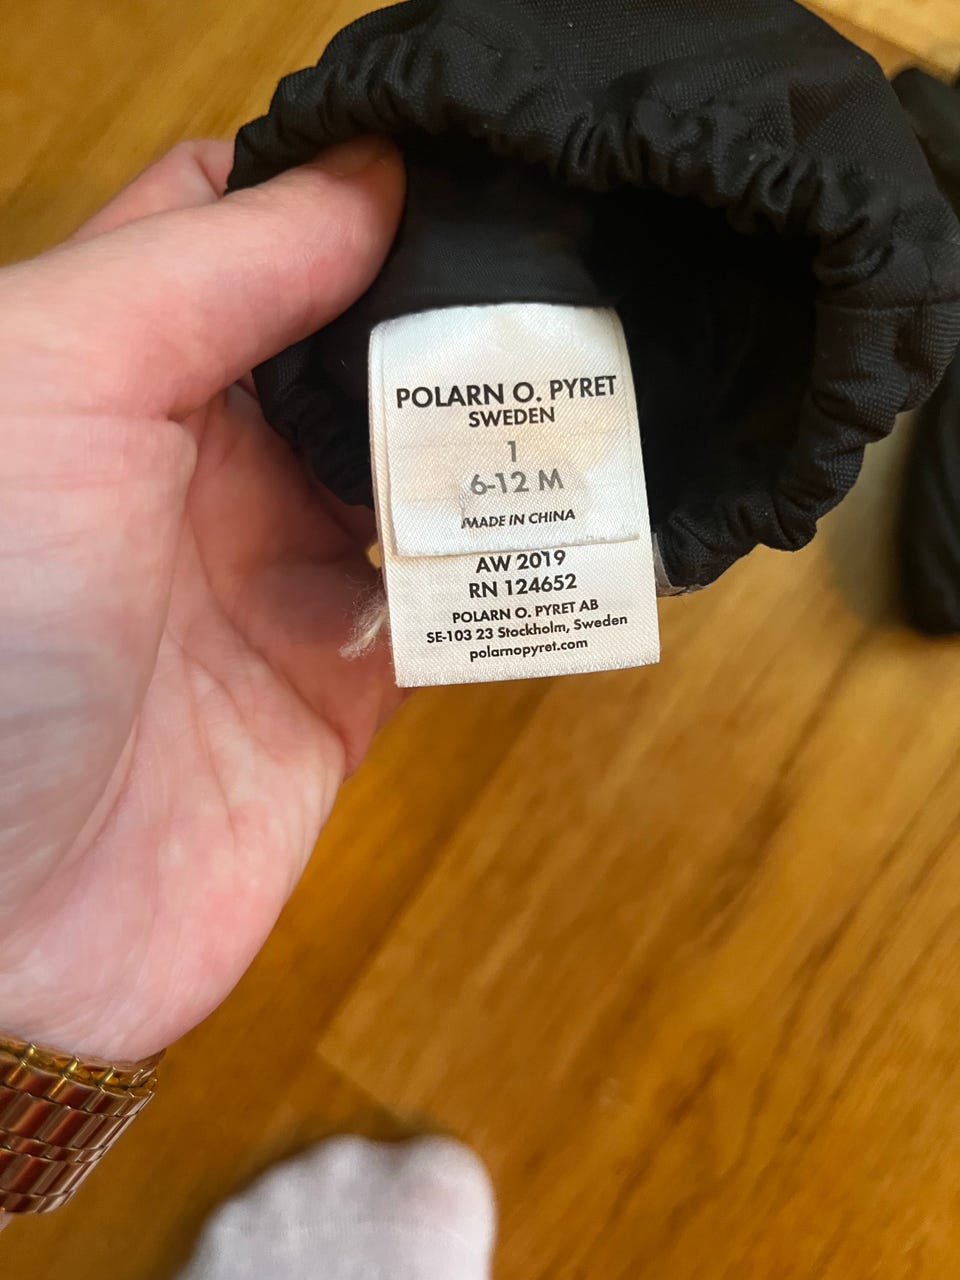 POLARN O. PYRET
SWEDEN
1
6-12 M
MADE IN CHINA
AW 2019
RN 124652
POLARN O. PYRET AB
SE-103 23 Stockholm, Sweden
polarnopyret.com